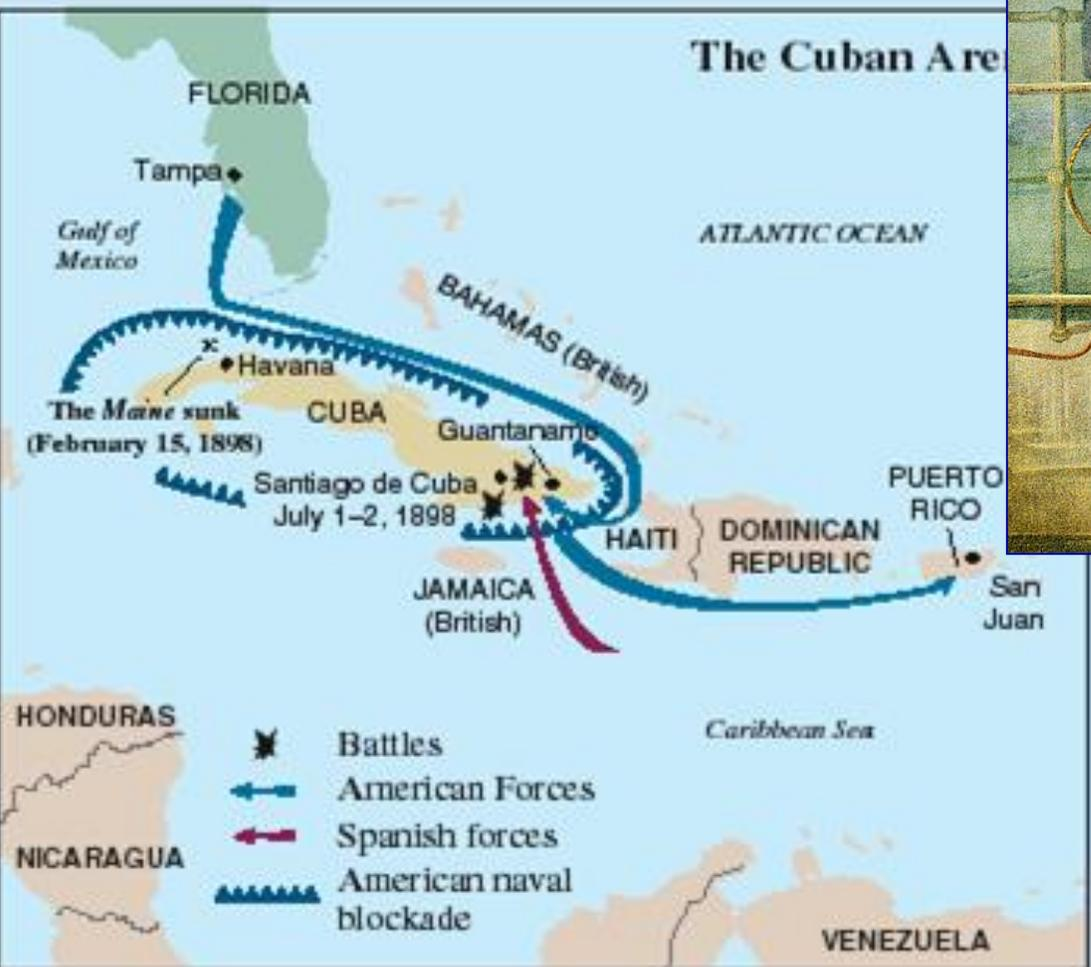 The Cuban Are
FLORIDA
Tampa
Gulf of
Mexico
ATLANTIC OCEAN
BAHAMAS (British)
Havana
The Maine sunk
(February 15, 1898)
CUBA
Guantanamo
Santiago de Cuba
July 1–2, 1898
PUERTO
RICO
HAITI
DOMINICAN
REPUBLIC
San
Juan
JAMAICA
(British)
HONDURAS
Caribbean Sea
NICARAGUA
VENEZUELA
Battles
American Forces
Spanish forces
American naval
blockade